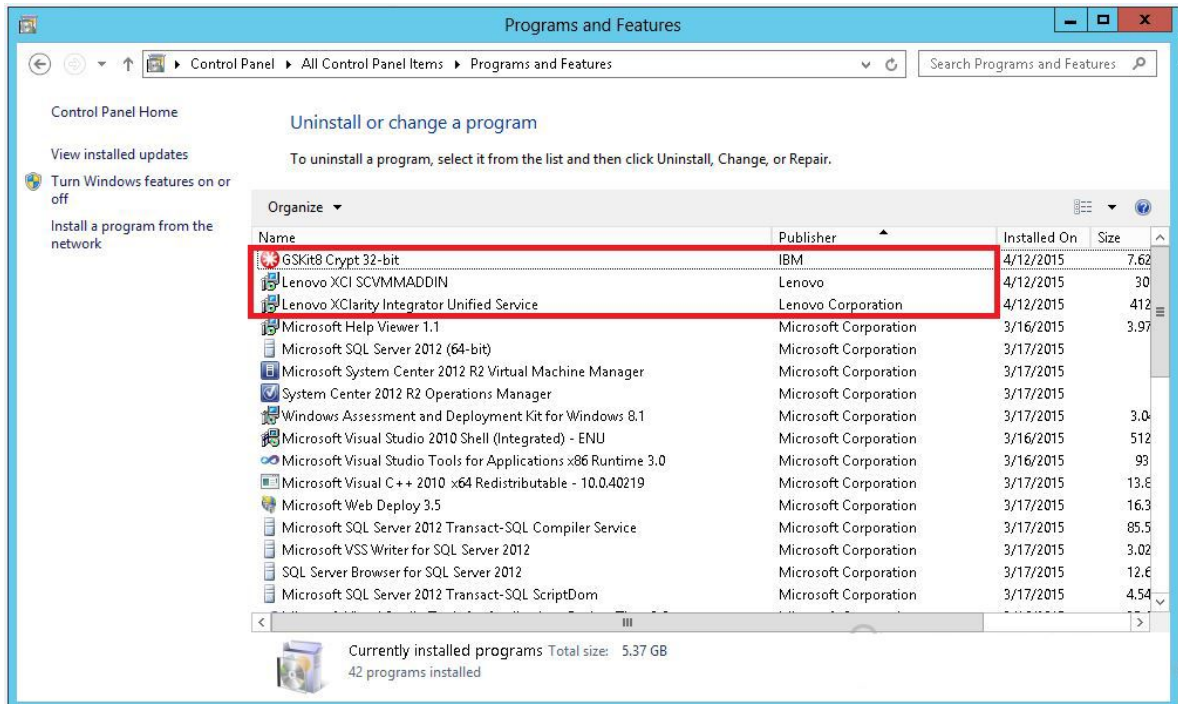 Programs and Features
Control Panel All Control Panel Items Programs and Features Search Programs and Features
Control Panel Home
View installed updates
Turn Windows features on or
off
Install a program from the
network
Uninstall or change a program
To uninstall a program, select it from the list and then click Uninstall, Change, or Repair.
Organize
Name Publisher Installed On Size
GSKit8 Crypt 32-bit IBM 4/12/2015 7.62
Lenovo XCI SCVMMADDIN Lenovo 4/12/2015 30
Lenovo XClarity Integrator Unified Service Lenovo Corporation 4/12/2015 412
Microsoft Help Viewer 1.1 Microsoft Corporation 3/16/2015 3.97
Microsoft SQL Server 2012 (64-bit) Microsoft Corporation 3/17/2015
Microsoft System Center 2012 R2 Virtual Machine Manager Microsoft Corporation 3/17/2015
System Center 2012 R2 Operations Manager Microsoft Corporation 3/17/2015
Windows Assessment and Deployment Kit for Windows 8.1 Microsoft Corporation 3/17/2015
Microsoft Visual Studio 2010 Shell (Integrated) - ENU Microsoft Corporation 3/16/2015 512
Microsoft Visual Studio Tools for Applications x86 Runtime 3.0 Microsoft Corporation 3/16/2015 93
Microsoft Visual C++ 2010 x64 Redistributable - 10.0.40219 Microsoft Corporation 3/17/2015
Microsoft Web Deploy 3.5 Microsoft Corporation 3/17/2015 16.3
Microsoft SQL Server 2012 Transact-SQL Compiler Service Microsoft Corporation 3/17/2015 85.5
Microsoft VSS Writer for SQL Server 2012 Microsoft Corporation 3/17/2015 3.02
SQL Server Browser for SQL Server 2012 Microsoft Corporation 3/17/2015
Microsoft SQL Server 2012 Transact-SQL ScriptDom Microsoft Corporation 3/17/2015 4.54
Currently installed programs Total size: 5.37 GB
42 programs installed